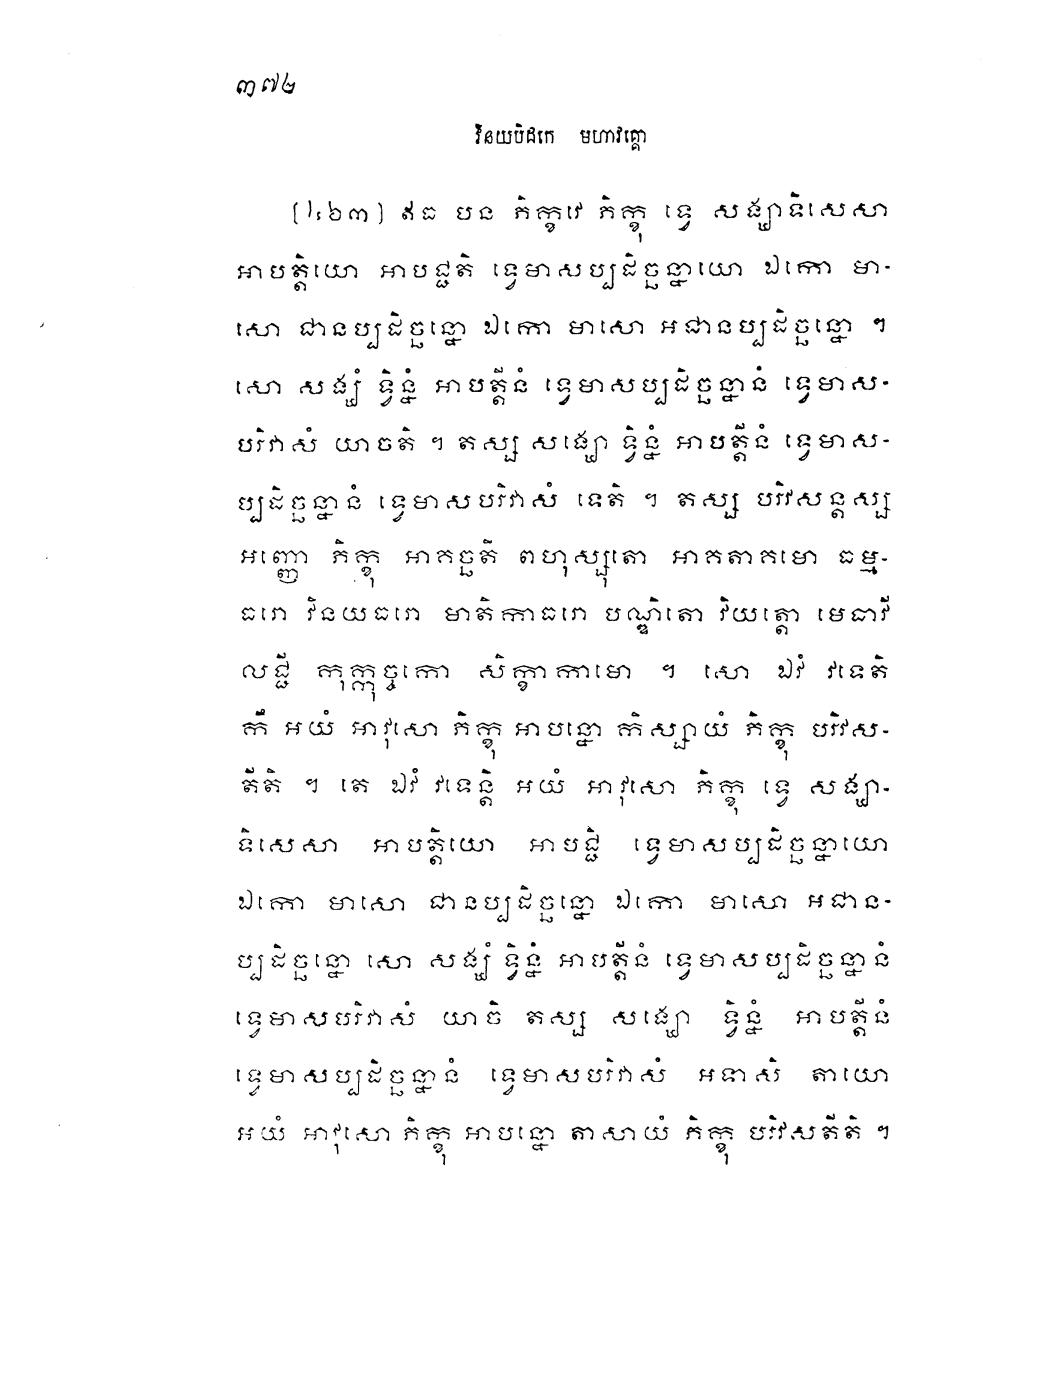 ៣៧២
វិនយបិដកេ មហាវគ្គោ
ឥធ បន ភិក្ខវេ ភិក្ខុ ទ្វេ សង្ឃាទិសេសា
អាបត្តិយោ អាបជ្ជតិ ទ្វេមាសប្បដិច្ឆន្នាយោ ឯកោ មា-
សោ ជានប្បដិច្ឆន្នោ ឯកោ មាសោ អជានប្បដិច្ឆន្នោ ។
សោ សង្ឃំ ទ្វិន្នំ អាបត្តីនំ ទ្វេមាសប្បដិច្ឆន្នានំ ទ្វេមាស-
បរិវាសំ យាចតិ ។ តស្ស សង្ឃោ ទ្វិន្នំ អាបត្តីនំ ទ្វេមាស-
ប្បដិច្ឆន្នានំ ទ្វេមាសបរិវាសំ ទេតិ ។ តស្ស បរិវសន្តស្ស
អញ្ញោ ភិក្ខុ អាគច្ឆតិ ពហុស្សុតោ អាគតាគមោ ធម្ម-
ធរោ វិនយធរោ មាតិកាធរោ បណ្ឌិតោ វិយត្តោ មេធាវី
លជ្ជី កុក្កុច្ចកោ សិក្ខាកាមោ ។ សោ ឯវំ វទេតិ
កឹ អយំ អាវុសោ ភិក្ខុ អាបន្នោ កិស្សាយំ ភិក្ខុ បរិវស-
តីតិ ។ តេ ឯវំ វទេន្តិ អយំ អាវុសោ ភិក្ខុ ទ្វេ សង្ឃា-
ទិសេសា អាបត្តិយោ អាបជ្ជិ ទ្វេមាសប្បដិច្ឆន្នាយោ
ឯកោ មាសោ ជានប្បដិច្ឆន្នោ ឯកោ មាសោ អជាន-
ប្បដិច្ឆន្នោ សោ សង្ឃំ ទ្វិន្នំ អាបត្តីនំ ទ្វេមាសប្បដិច្ឆន្នានំ
ទ្វេមាសបរិវាសំ យាចិ តស្ស សង្ឃោ ទ្វិន្នំ អាបត្តីនំ
ទ្វេមាសប្បដិច្ឆន្នានំ ទ្វេមាសបរិវាសំ អទាសិ តាយោ
អយំ អាវុសោ ភិក្ខុ អាបន្នោ តាសាយំ ភិក្ខុ បរិវសតីតិ ។